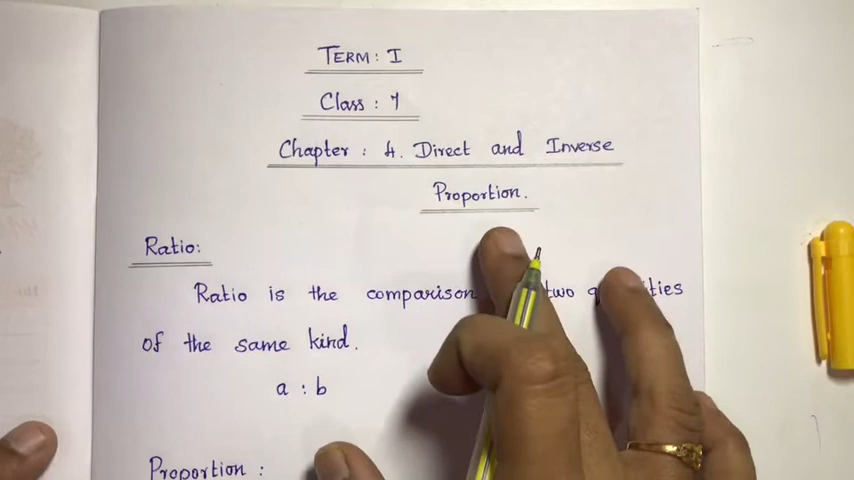 TERM : I
Class : 7
Chapter : 4. Direct and Inverse
Proportion.
Ratio:
Ratio is the comparison two
of the same kind.
a : b
Proportion :